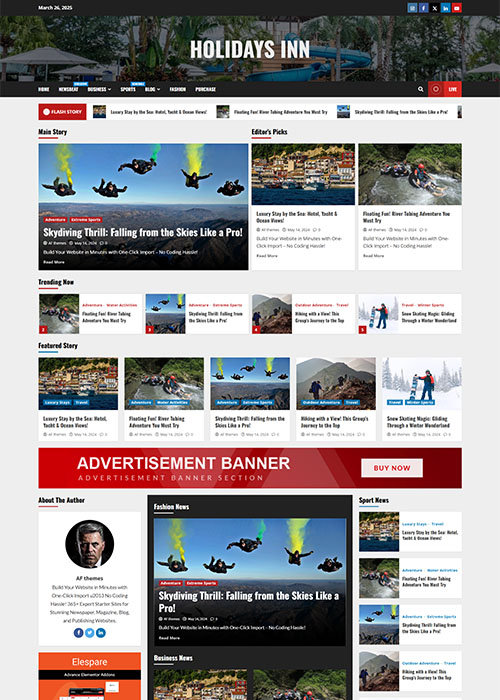 March 26, 2025
HOLIDAYS INN
HOME
NEWSBEAT
BUSINESS
SPORTS
BLOG
FASHION
PURCHASE
LIVE
FLASH STORY
Luxury Stay by the Sea: Hotel, Yacht & Ocean Views!
Floating Fun! River Tubing Adventure You Must Try
Skydiving Thrill: Falling from the Skies Like a Pro!
Main Story
Adventure Extreme Sports
Skydiving Thrill: Falling from the Skies Like a Pro!
AF themes May 14, 2024 0
Build Your Website in Minutes with One-Click Import – No Coding Hassle!
Read More
Editor's Picks
Luxury Stay by the Sea: Hotel, Yacht &
Ocean Views!
AF themes May 14, 2024 0
Build Your Website in Minutes with One-
Click Import – No Coding Hassle!
Read More
Floating Fun! River Tubing Adventure You
Must Try
AF themes May 14, 2024 0
Build Your Website in Minutes with One-
Click Import – No Coding Hassle!
Read More
Trending Now
2
Adventure Water Activities
Floating Fun! River Tubing
Adventure You Must Try
3
Adventure Extreme Sports
Skydiving Thrill: Falling from
the Skies Like a Pro!
4
Outdoor Adventure Travel
Hiking with a View! This
Group's Journey to the Top
5
Travel Winter Sports
Snow Skating Magic: Gliding
Through a Winter Wonderland
Featured Story
Luxury Stays Travel
Luxury Stay by the Sea: Hotel,
Yacht & Ocean Views!
AF themes May 14, 2024 0
Adventure Water Activities
Floating Fun! River Tubing
Adventure You Must Try
AF themes May 14, 2024 0
Adventure Extreme Sports
Skydiving Thrill: Falling from the
Skies Like a Pro!
AF themes May 14, 2024 0
Outdoor Adventure Travel
Hiking with a View! This Group's
Journey to the Top
AF themes May 14, 2024 0
Travel Winter Sports
Snow Skating Magic: Gliding
Through a Winter Wonderland
AF themes May 14, 2024 0
ADVERTISEMENT BANNER
ADVERTISEMENT BANNER SECTION
BUY NOW
About The Author
AF themes
Build Your Website in Minutes with
One-Click Import u2013 No Coding
Hassle! 365+ Expert Starter Sites for
Stunning Newspaper, Magazine, Blog,
and Publishing Websites.
Elespare
Advance Elementor Addons
Fashion News
Adventure Extreme Sports
Skydiving Thrill: Falling from the Skies Like a
Pro!
AF themes May 14, 2024 0
Build Your Website in Minutes with One-Click Import – No Coding Hassle!
Read More
Business News
Sport News
Luxury Stays Travel
Luxury Stay by the Sea: Hotel,
Yacht & Ocean Views!
Adventure Water Activities
Floating Fun! River Tubing
Adventure You Must Try
Adventure Extreme Sports
Skydiving Thrill: Falling from
the Skies Like a Pro!
Outdoor Adventure Travel
Hiking with a View! This
Group's Journey to the Top